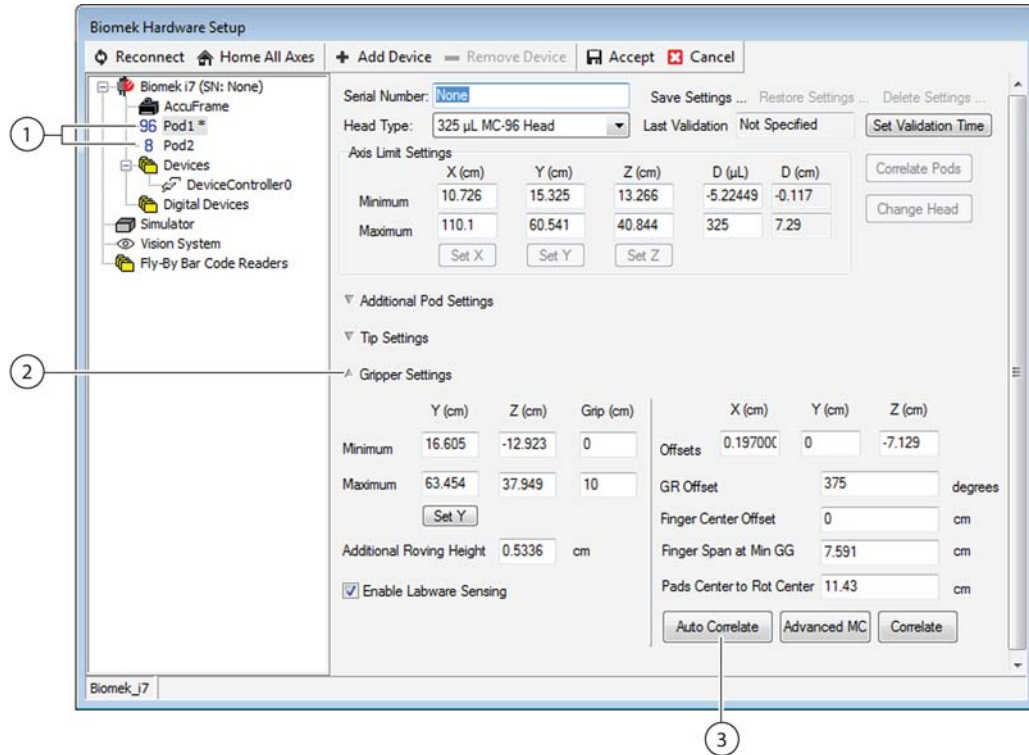 Biomek Hardware Setup
Reconnect Home All Axes Add Device Remove Device Accept Cancel
Biomek i7 (SN: None)
AccuFrame
96 Pod1 *
8 Pod2
Devices
DeviceController0
Digital Devices
Simulator
Vision System
Fly-By Bar Code Readers
Biomek_i7
1
2
3
Serial Number: None Save Settings ... Restore Settings ... Delete Settings ...
Head Type: 325 µL MC-96 Head Last Validation Not Specified Set Validation Time
Axis Limit Settings
X (cm) Y (cm) Z (cm) D (µL) D (cm)
Minimum 10.726 15.325 13.266 -5.22449 -0.117
Maximum 110.1 60.541 40.844 325 7.29
Set X Set Y Set Z
Correlate Pods
Change Head
Additional Pod Settings
Tip Settings
Gripper Settings
Y (cm) Z (cm) Grip (cm)
Minimum 16.605 -12.923 0
Maximum 63.454 37.949 10
Set Y
Additional Roving Height 0.5336 cm
Enable Labware Sensing
X (cm) Y (cm) Z (cm)
Offsets 0.197000 0 -7.129
GR Offset 375 degrees
Finger Center Offset 0 cm
Finger Span at Min GG 7.591 cm
Pads Center to Rot Center 11.43 cm
Auto Correlate Advanced MC Correlate